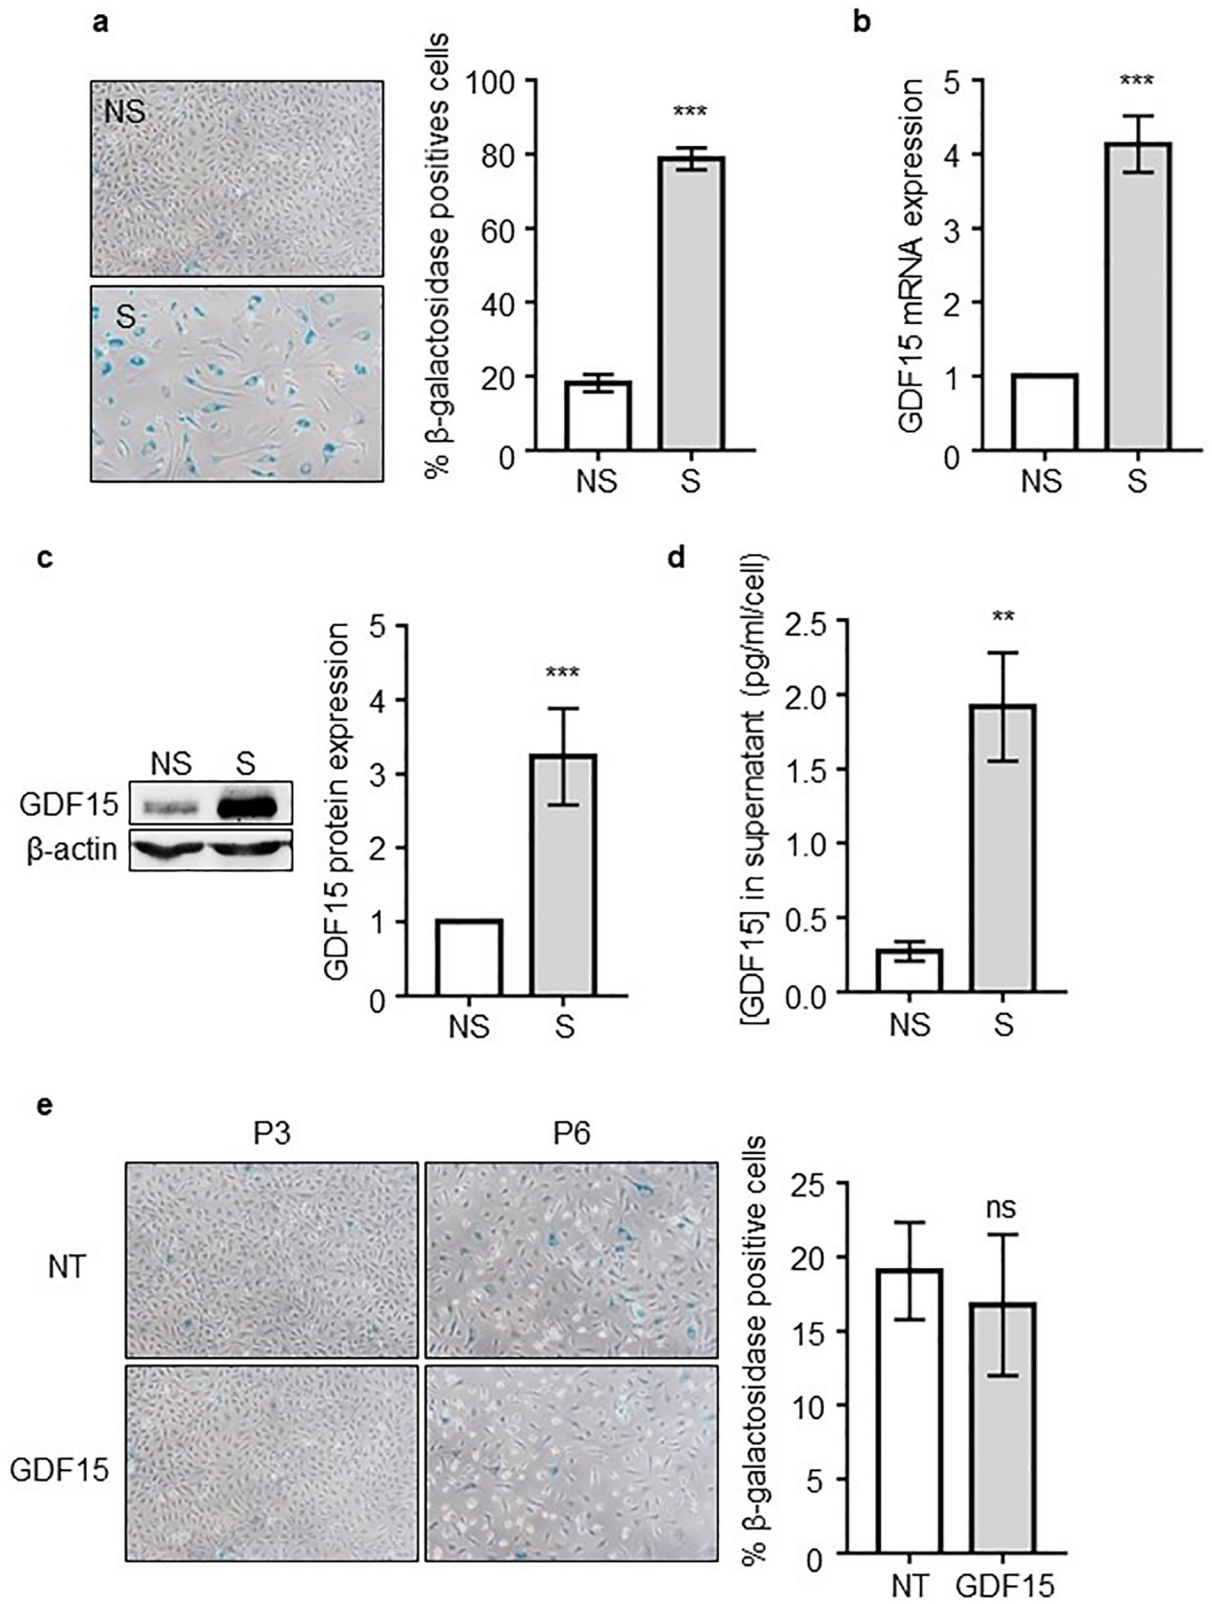 a
NS
S
% β-galactosidase positives cells
100
80
60
40
20
0
***
NS S
b
GDF15 mRNA expression
5
4
3
2
1
0
***
NS S
c
NS S
GDF15
β-actin
GDF15 protein expression
5
4
3
2
1
0
***
NS S
d
[GDF15] in supernatant (pg/ml/cell)
2.5
2.0
1.5
1.0
0.5
0.0
**
NS S
e
P3 P6
NT
GDF15
% β-galactosidase positive cells
25
20
15
10
5
0
ns
NT GDF15